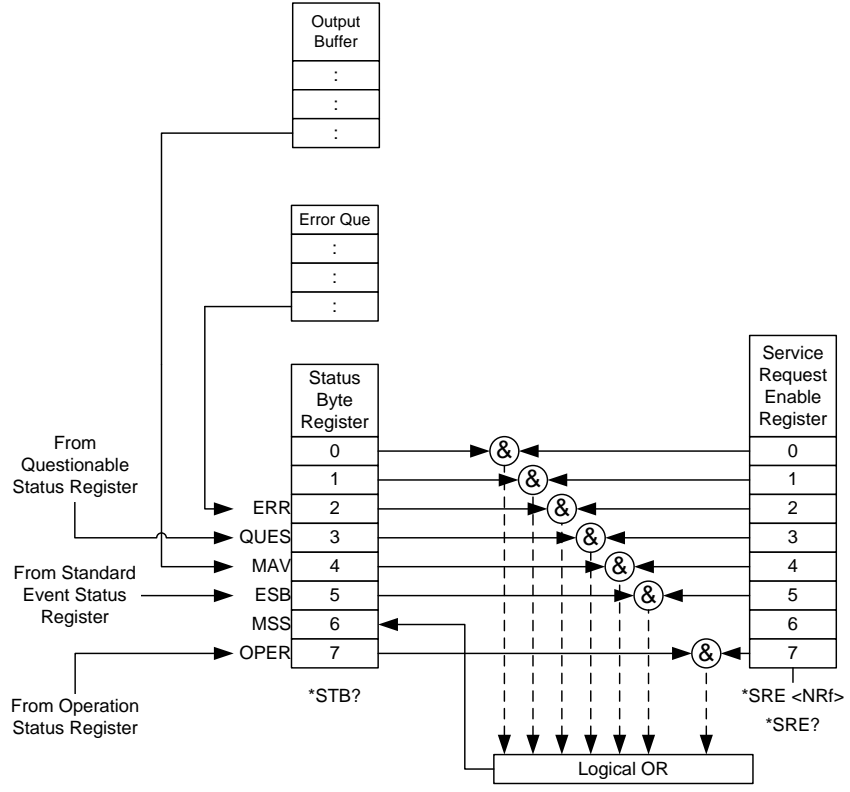 Output
Buffer
:
:
:
Error Que
:
:
:
Status
Byte
Register
0
1
2
3
4
5
6
7
*STB?
From
Questionable
Status Register
From Standard
Event Status
Register
From Operation
Status Register
ERR
QUES
MAV
ESB
MSS
OPER
&
&
&
&
&
&
&
Service
Request
Enable
Register
0
1
2
3
4
5
6
7
*SRE <NRf>
*SRE?
Logical OR